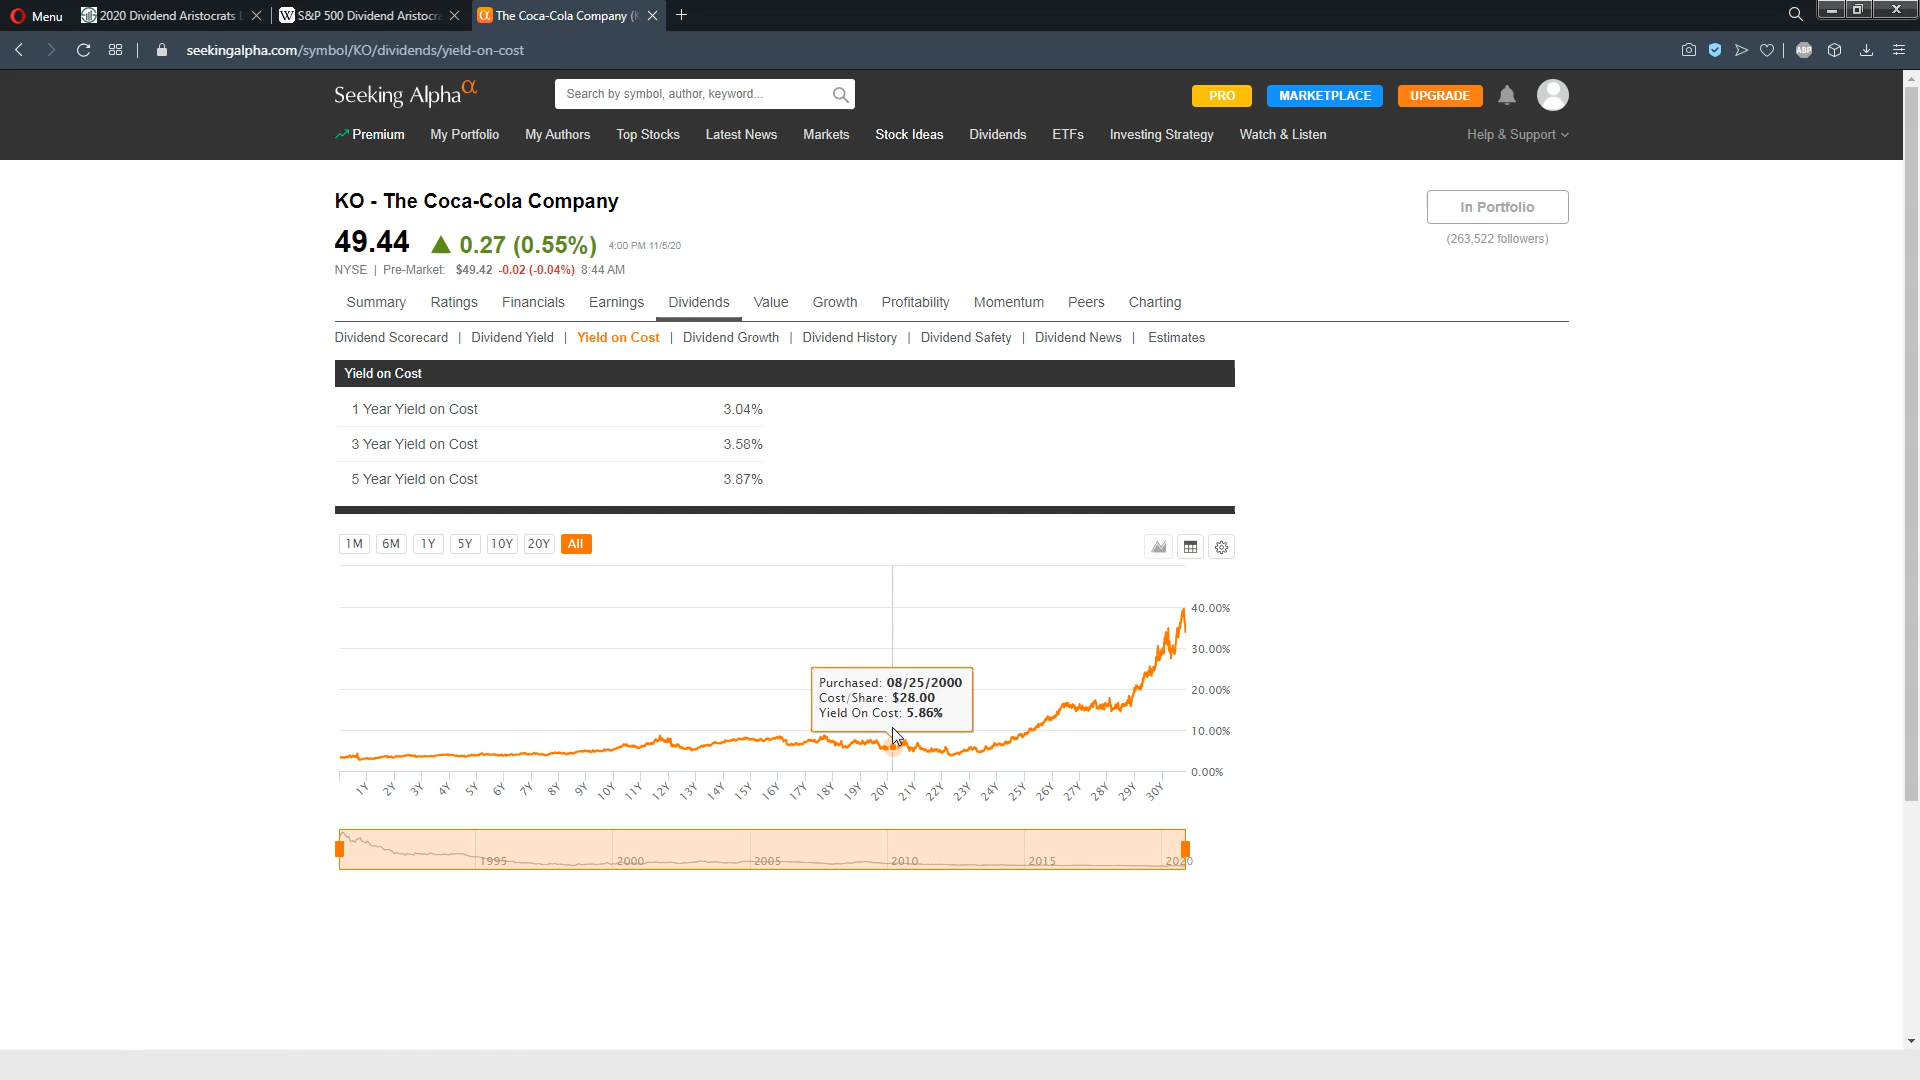 Menu
2020 Dividend Aristocrats L
S&P 500 Dividend Aristocra
The Coca-Cola Company (K
seekingalpha.com/symbol/KO/dividends/yield-on-cost
ABP
Seeking Alpha α
Search by symbol, author, keyword...
PRO
MARKETPLACE
UPGRADE
Premium
My Portfolio
My Authors
Top Stocks
Latest News
Markets
Stock Ideas
Dividends
ETFs
Investing Strategy
Watch & Listen
Help & Support
KO - The Coca-Cola Company
In Portfolio
(263,522 followers)
49.44 ▲ 0.27 (0.55%) 4:00 PM 11/5/20
NYSE | Pre-Market: $49.42 -0.02 (-0.04%) 8:44 AM
Summary Ratings Financials Earnings Dividends Value Growth Profitability Momentum Peers Charting
Dividend Scorecard | Dividend Yield | Yield on Cost | Dividend Growth | Dividend History | Dividend Safety | Dividend News | Estimates
Yield on Cost
1 Year Yield on Cost 3.04%
3 Year Yield on Cost 3.58%
5 Year Yield on Cost 3.87%
1M 6M 1Y 5Y 10Y 20Y All
40.00%
30.00%
20.00%
10.00%
0.00%
Purchased: 08/25/2000
Cost/Share: $28.00
Yield On Cost: 5.86%
1Y 2Y 3Y 4Y 5Y 6Y 7Y 8Y 9Y 10Y 11Y 12Y 13Y 14Y 15Y 16Y 17Y 18Y 19Y 20Y 21Y 22Y 23Y 24Y 25Y 26Y 27Y 28Y 29Y 30Y
1995 2000 2005 2010 2015 2020